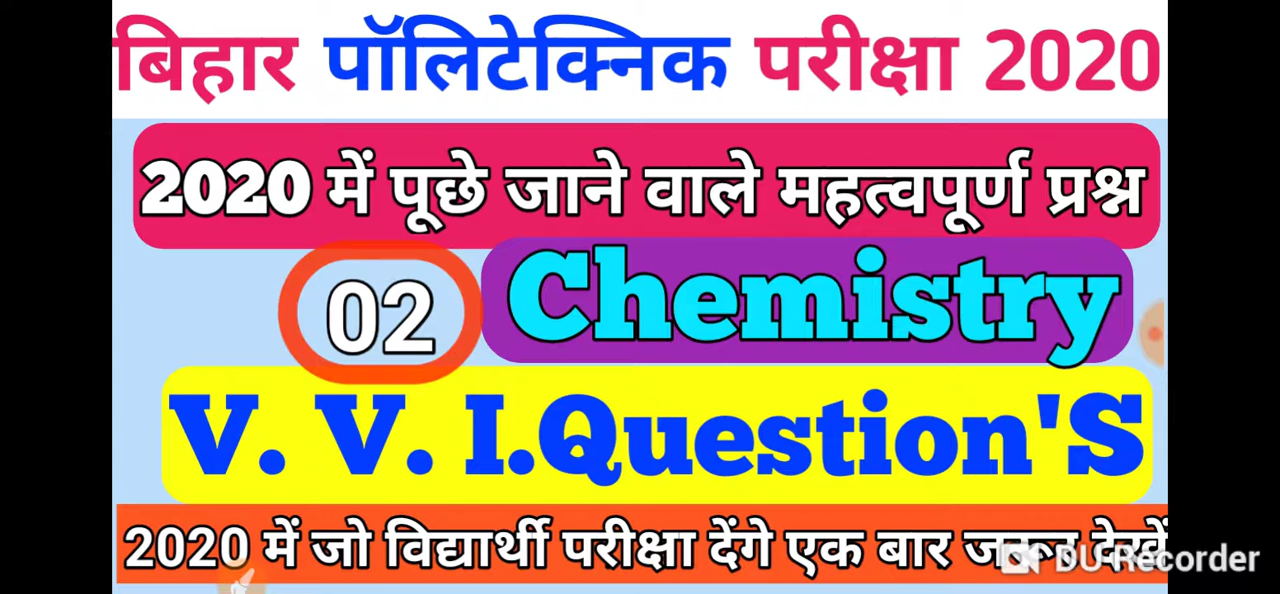 बिहार पॉलिटेक्निक परीक्षा 2020
2020 में पूछे जाने वाले महत्वपूर्ण प्रश्न
02 Chemistry
V. V. I.Question'S
2020 में जो विद्यार्थी परीक्षा देंगे एक बार जरूर देखें
DU Recorder